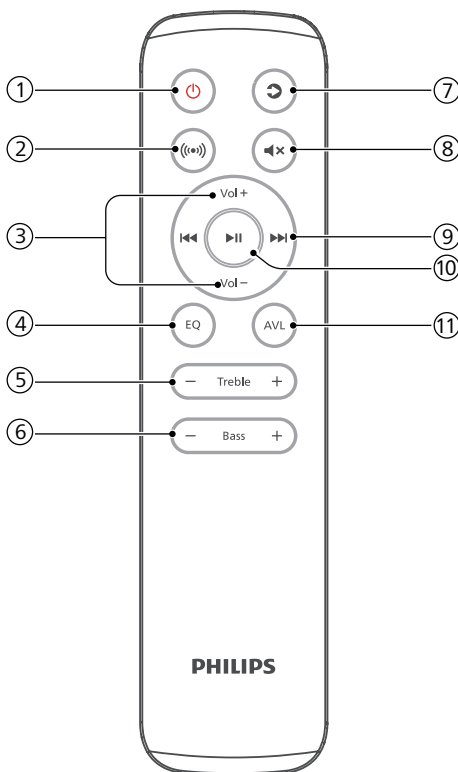 1
7
2
8
Vol +
3
9
10
Vol −
4
EQ
AVL
11
5
− Treble +
6
− Bass +
PHILIPS